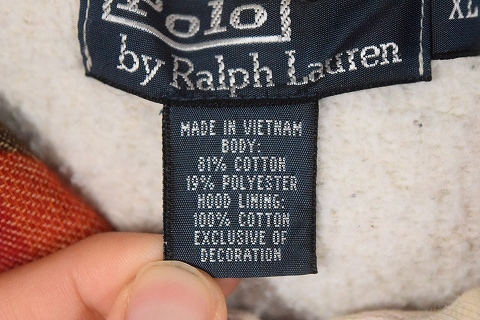 Polo
by Ralph Lauren
XL
MADE IN VIETNAM
BODY:
81% COTTON
19% POLYESTER
HOOD LINING:
100% COTTON
EXCLUSIVE OF
DECORATION